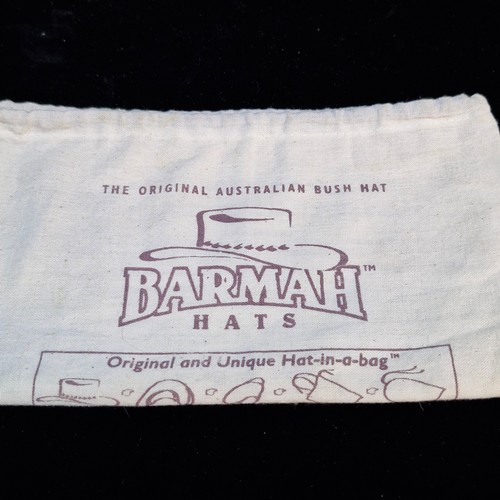 THE ORIGINAL AUSTRALIAN BUSH HAT
BARMAH™
HATS
Original and Unique Hat-in-a-bag™